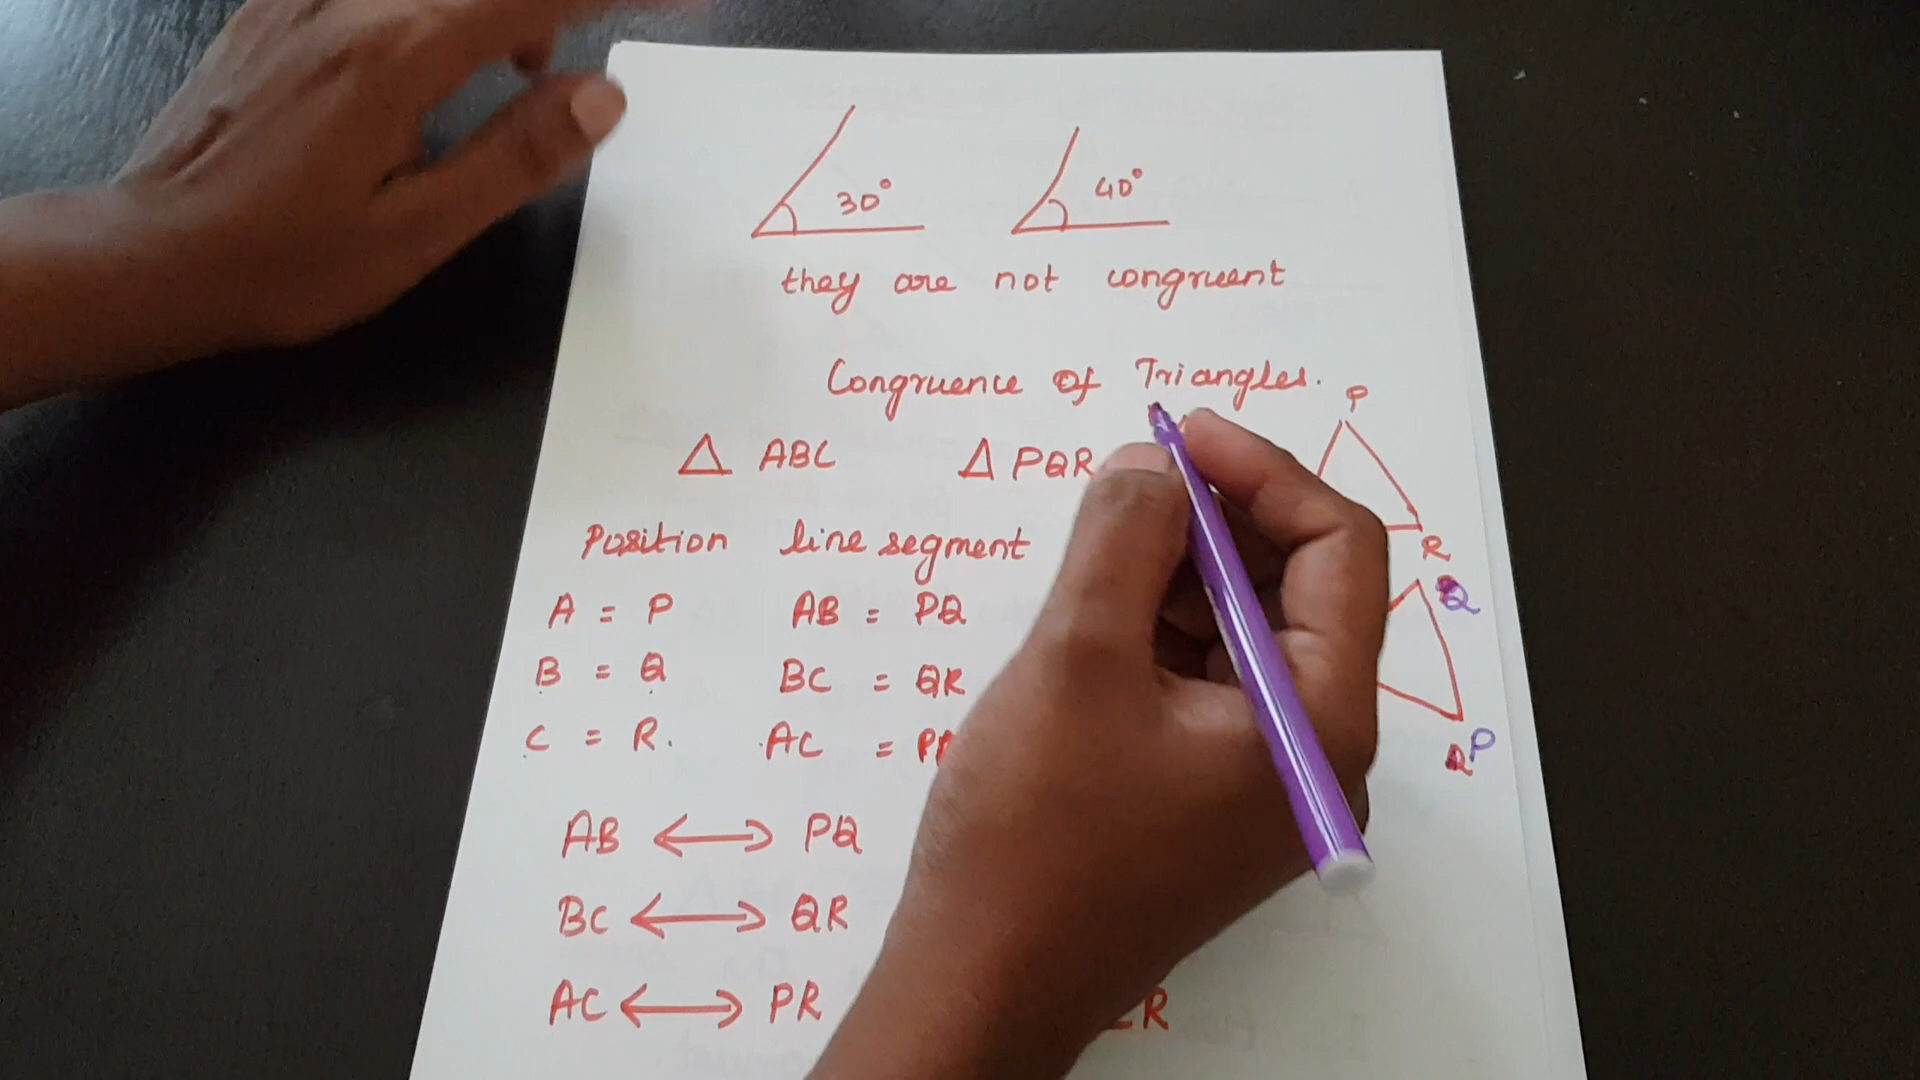 30° 40°
they are not congruent
Congruence of Triangles.
P
△ ABC △ PQR
Position line segment
R
A = P AB = PQ
Q
B = Q BC = QR
C = R. AC =
P
AB ⟷ PQ
BC ⟷ QR
AC ⟷ PR
R